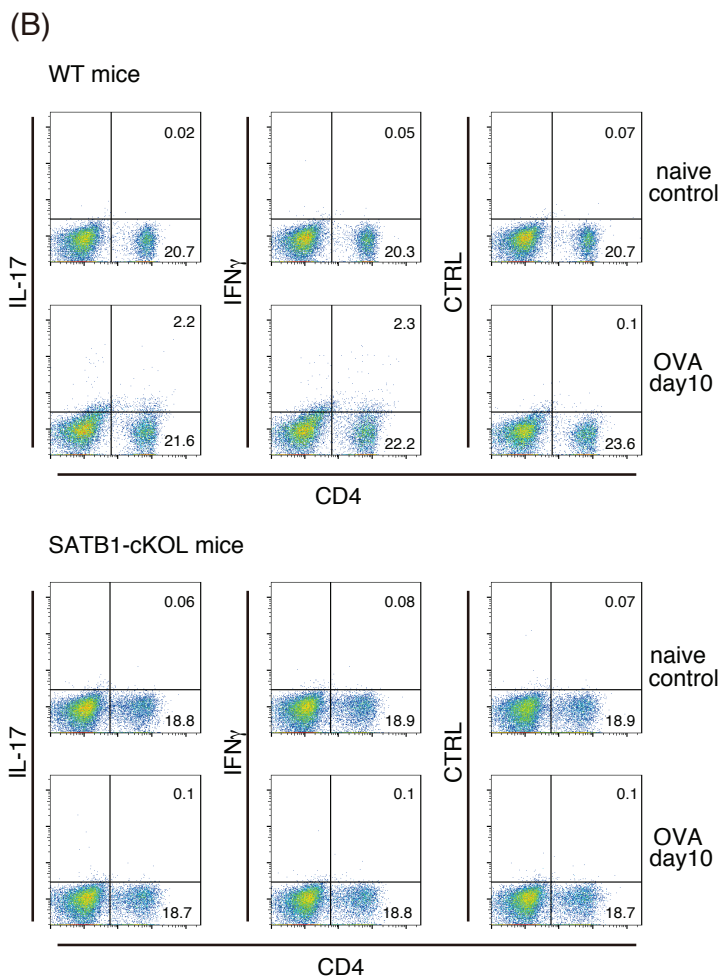 (B)
WT mice
0.02
0.05
0.07
naive
control
20.7
20.3
20.7
IL-17
IFNγ
CTRL
2.2
2.3
0.1
OVA
day10
21.6
22.2
23.6
CD4
SATB1-cKOL mice
0.06
0.08
0.07
naive
control
18.8
18.9
18.9
IL-17
IFNγ
CTRL
0.1
0.1
0.1
OVA
day10
18.7
18.8
18.7
CD4